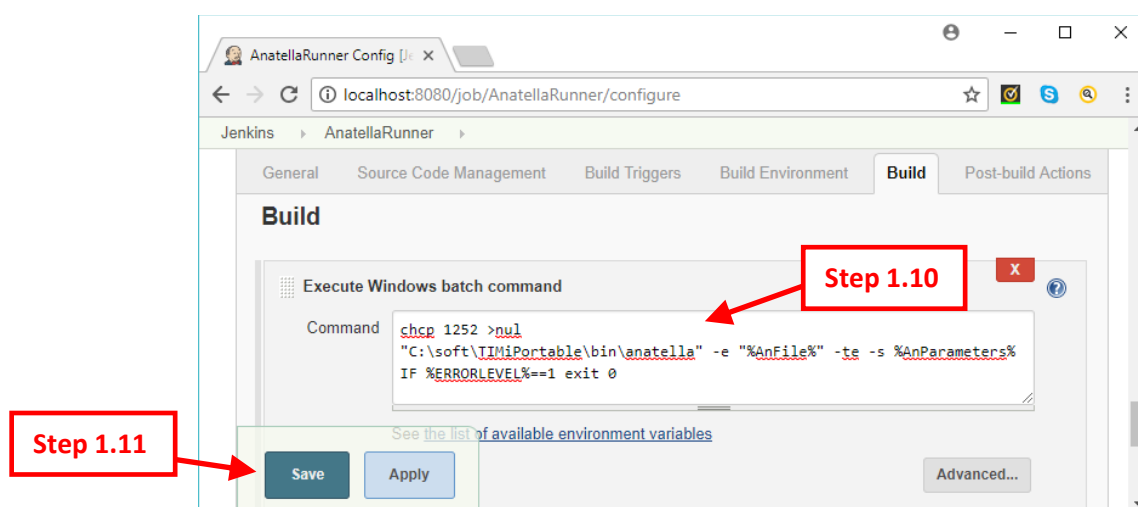 AnatellaRunner Config [Je
localhost:8080/job/AnatellaRunner/configure
Jenkins AnatellaRunner
General Source Code Management Build Triggers Build Environment Build Post-build Actions
Build
Step 1.10
X
Execute Windows batch command
Command
chcp 1252 >nul
"C:\soft\TIMiPortable\bin\anatella" -e "%AnFile%" -te -s %AnParameters%
IF %ERRORLEVEL%==1 exit 0
See the list of available environment variables
Step 1.11
Save Apply Advanced...